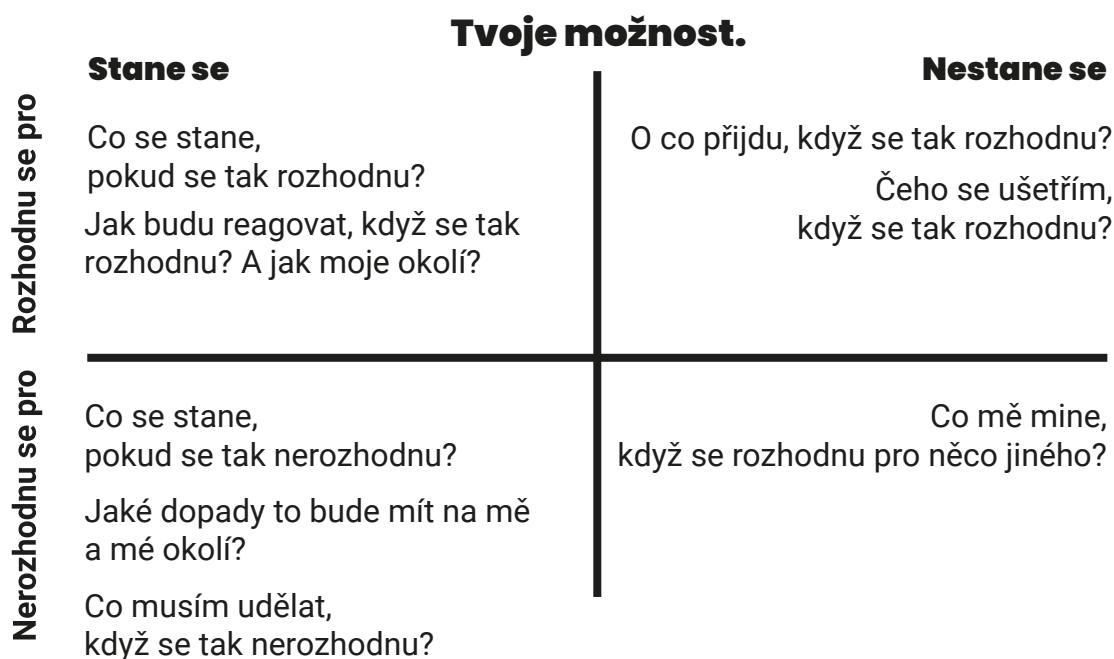 Tvoje možnost.
Stane se
Nestane se
Rozhodnu se pro
Co se stane,
pokud se tak rozhodnu?
Jak budu reagovat, když se tak
rozhodnu? A jak moje okolí?
O co přijdu, když se tak rozhodnu?
Čeho se ušetřím,
když se tak rozhodnu?
Nerozhodnu se pro
Co se stane,
pokud se tak nerozhodnu?
Jaké dopady to bude mít na mě
a mé okolí?
Co musím udělat,
když se tak nerozhodnu?
Co mě mine,
když se rozhodnu pro něco jiného?